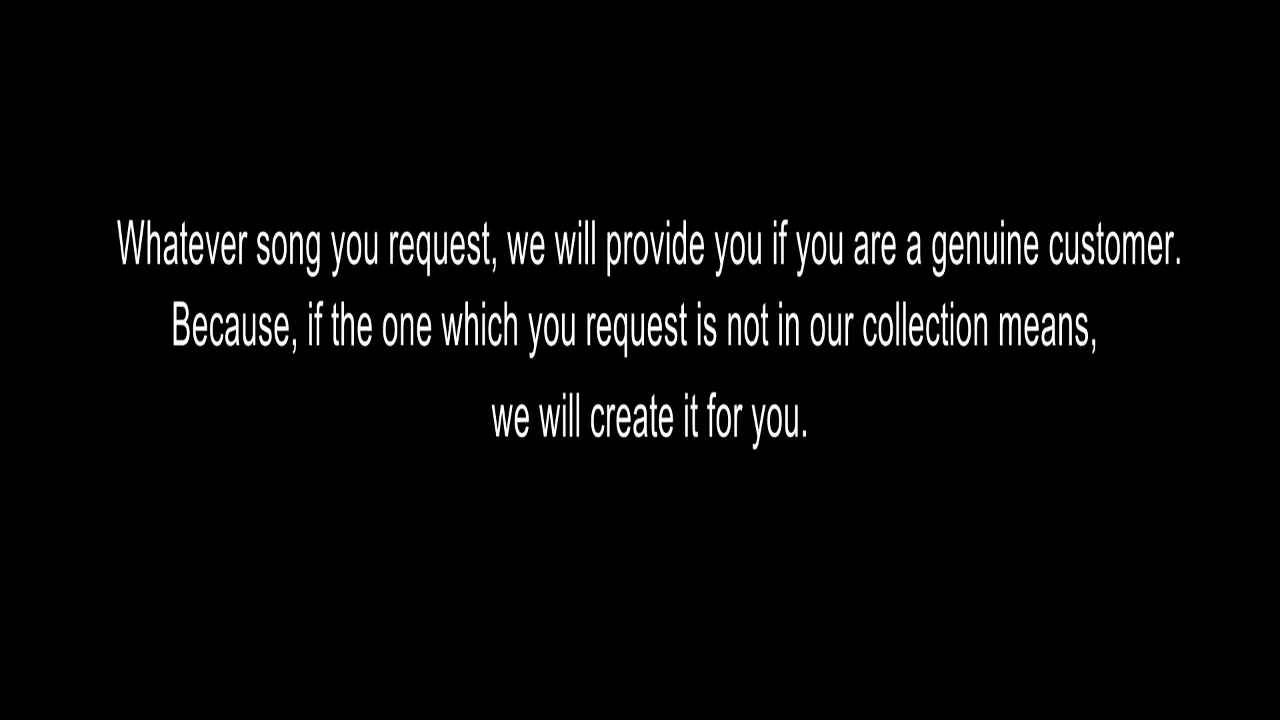 Whatever song you request, we will provide you if you are a genuine customer.
Because, if the one which you request is not in our collection means,
we will create it for you.